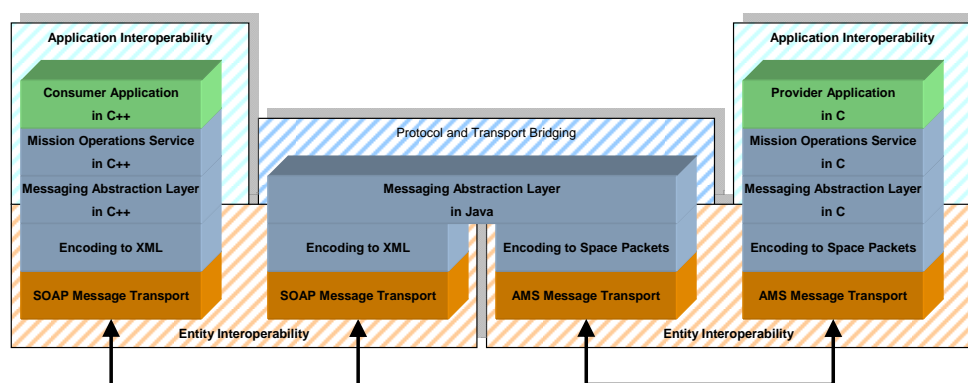 Application Interoperability
Application Interoperability
Consumer Application
in C++
Provider Application
in C
Protocol and Transport Bridging
Mission Operations Service
in C++
Mission Operations Service
in C
Messaging Abstraction Layer
in C++
Messaging Abstraction Layer
in Java
Messaging Abstraction Layer
in C
Encoding to XML
Encoding to XML
Encoding to Space Packets
Encoding to Space Packets
SOAP Message Transport
SOAP Message Transport
AMS Message Transport
AMS Message Transport
Entity Interoperability
Entity Interoperability